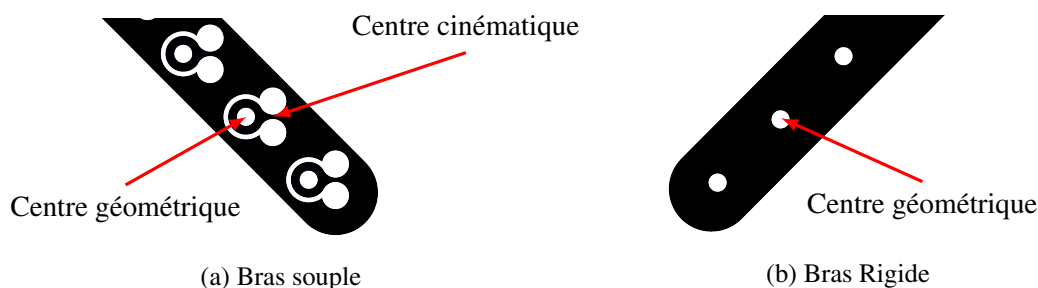 Centre cinématique
Centre géométrique
(a) Bras souple
Centre géométrique
(b) Bras Rigide